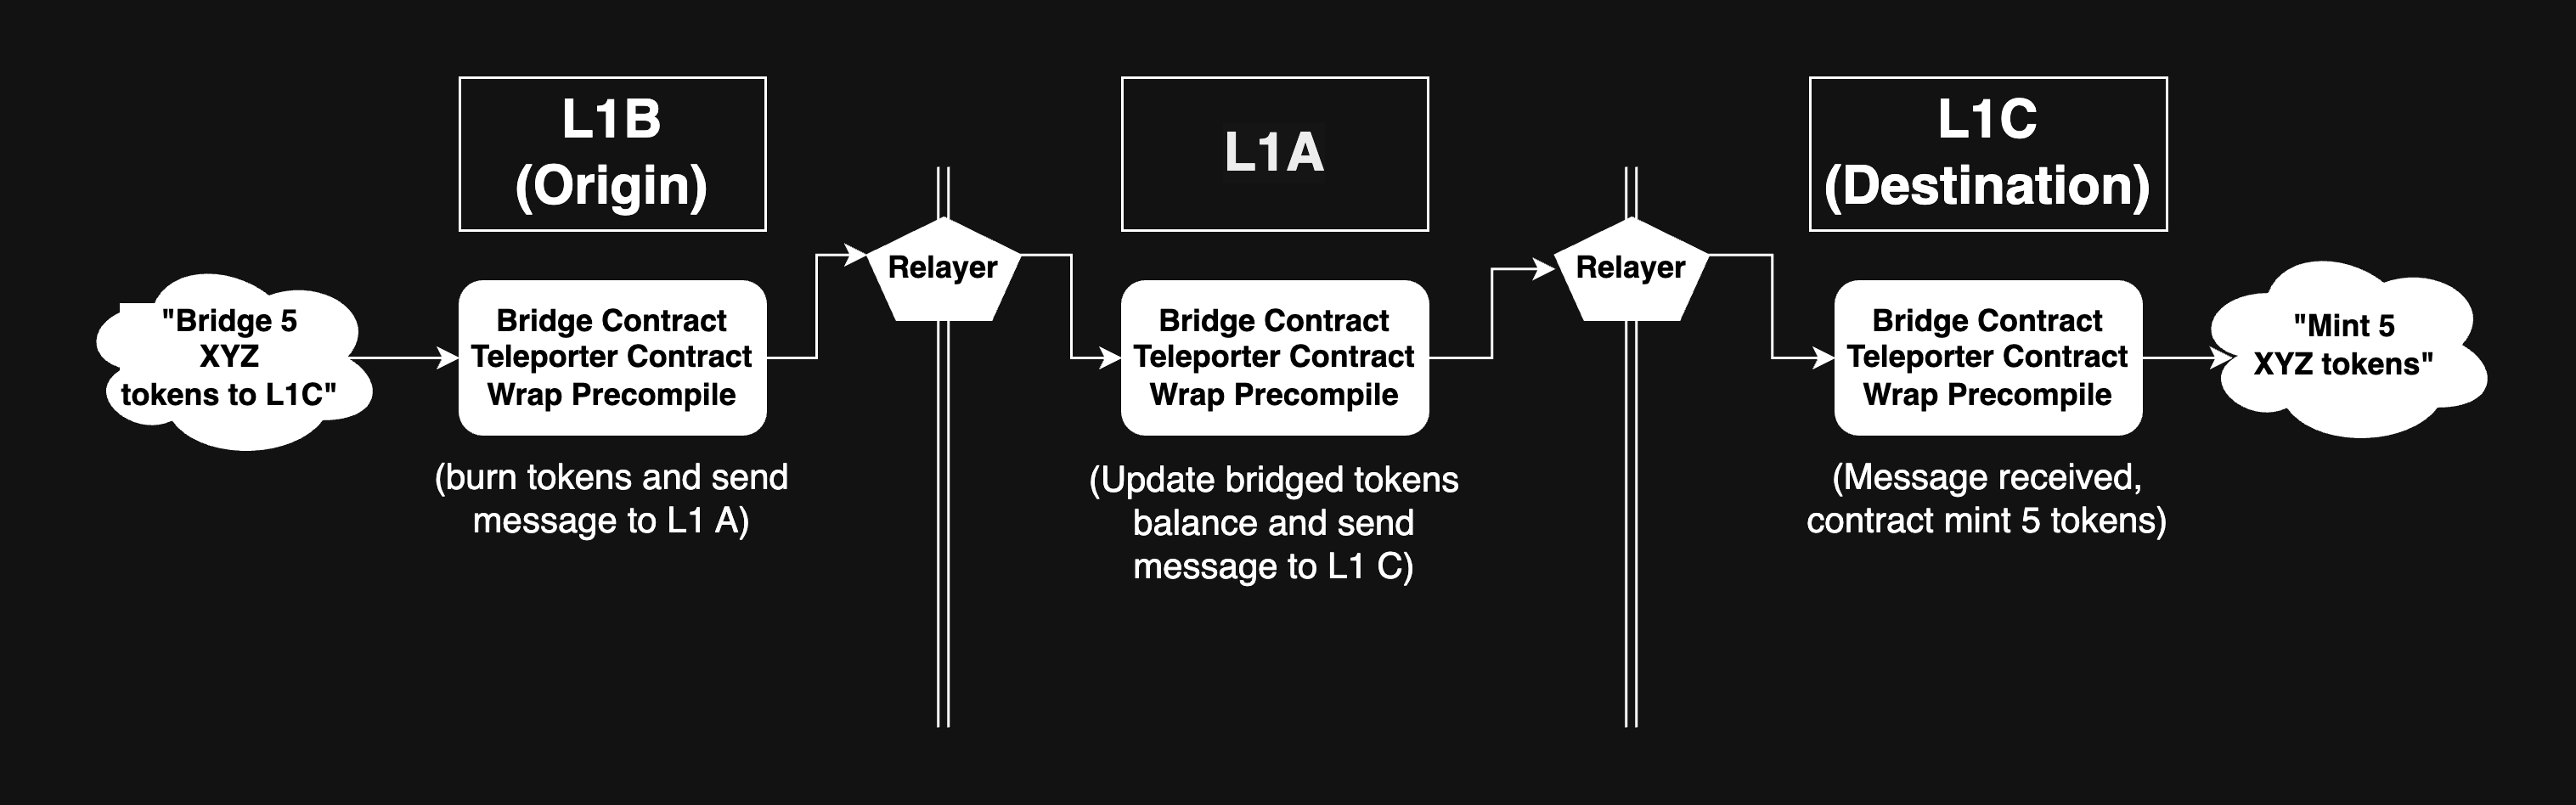 L1B
(Origin)
L1A
L1C
(Destination)
Relayer
Relayer
"Bridge 5
XYZ
tokens to L1C"
Bridge Contract
Teleporter Contract
Wrap Precompile
Bridge Contract
Teleporter Contract
Wrap Precompile
Bridge Contract
Teleporter Contract
Wrap Precompile
"Mint 5
XYZ tokens"
(burn tokens and send
message to L1 A)
(Update bridged tokens
balance and send
message to L1 C)
(Message received,
contract mint 5 tokens)